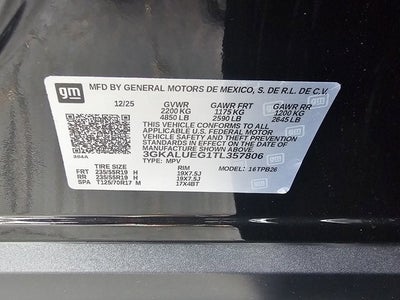 gm
MFD BY GENERAL MOTORS DE MEXICO, S. DE R.L. DE C.V.
12/25 GVWR GAWR FRT GAWR RR
2200 KG 1175 KG 1200 KG
4850 LB 2590 LB 2645 LB
THIS VEHICLE CONFORMS TO ALL APPLICABLE
U.S. FEDERAL MOTOR VEHICLE SAFETY, BUMPER,
AND THEFT PREVENTION
STANDARDS IN EFFECT ON THE DATE OF
MANUFACTURE SHOWN ABOVE.
3GKALUEG1TL357806
384A TYPE: MPV MODEL: 16TPB26
TIRE SIZE RIM
FRT 235/55R19 H 19X7.5J
RR 235/55R19 H 19X7.5J
SPA T125/70R17 M 17X4BT